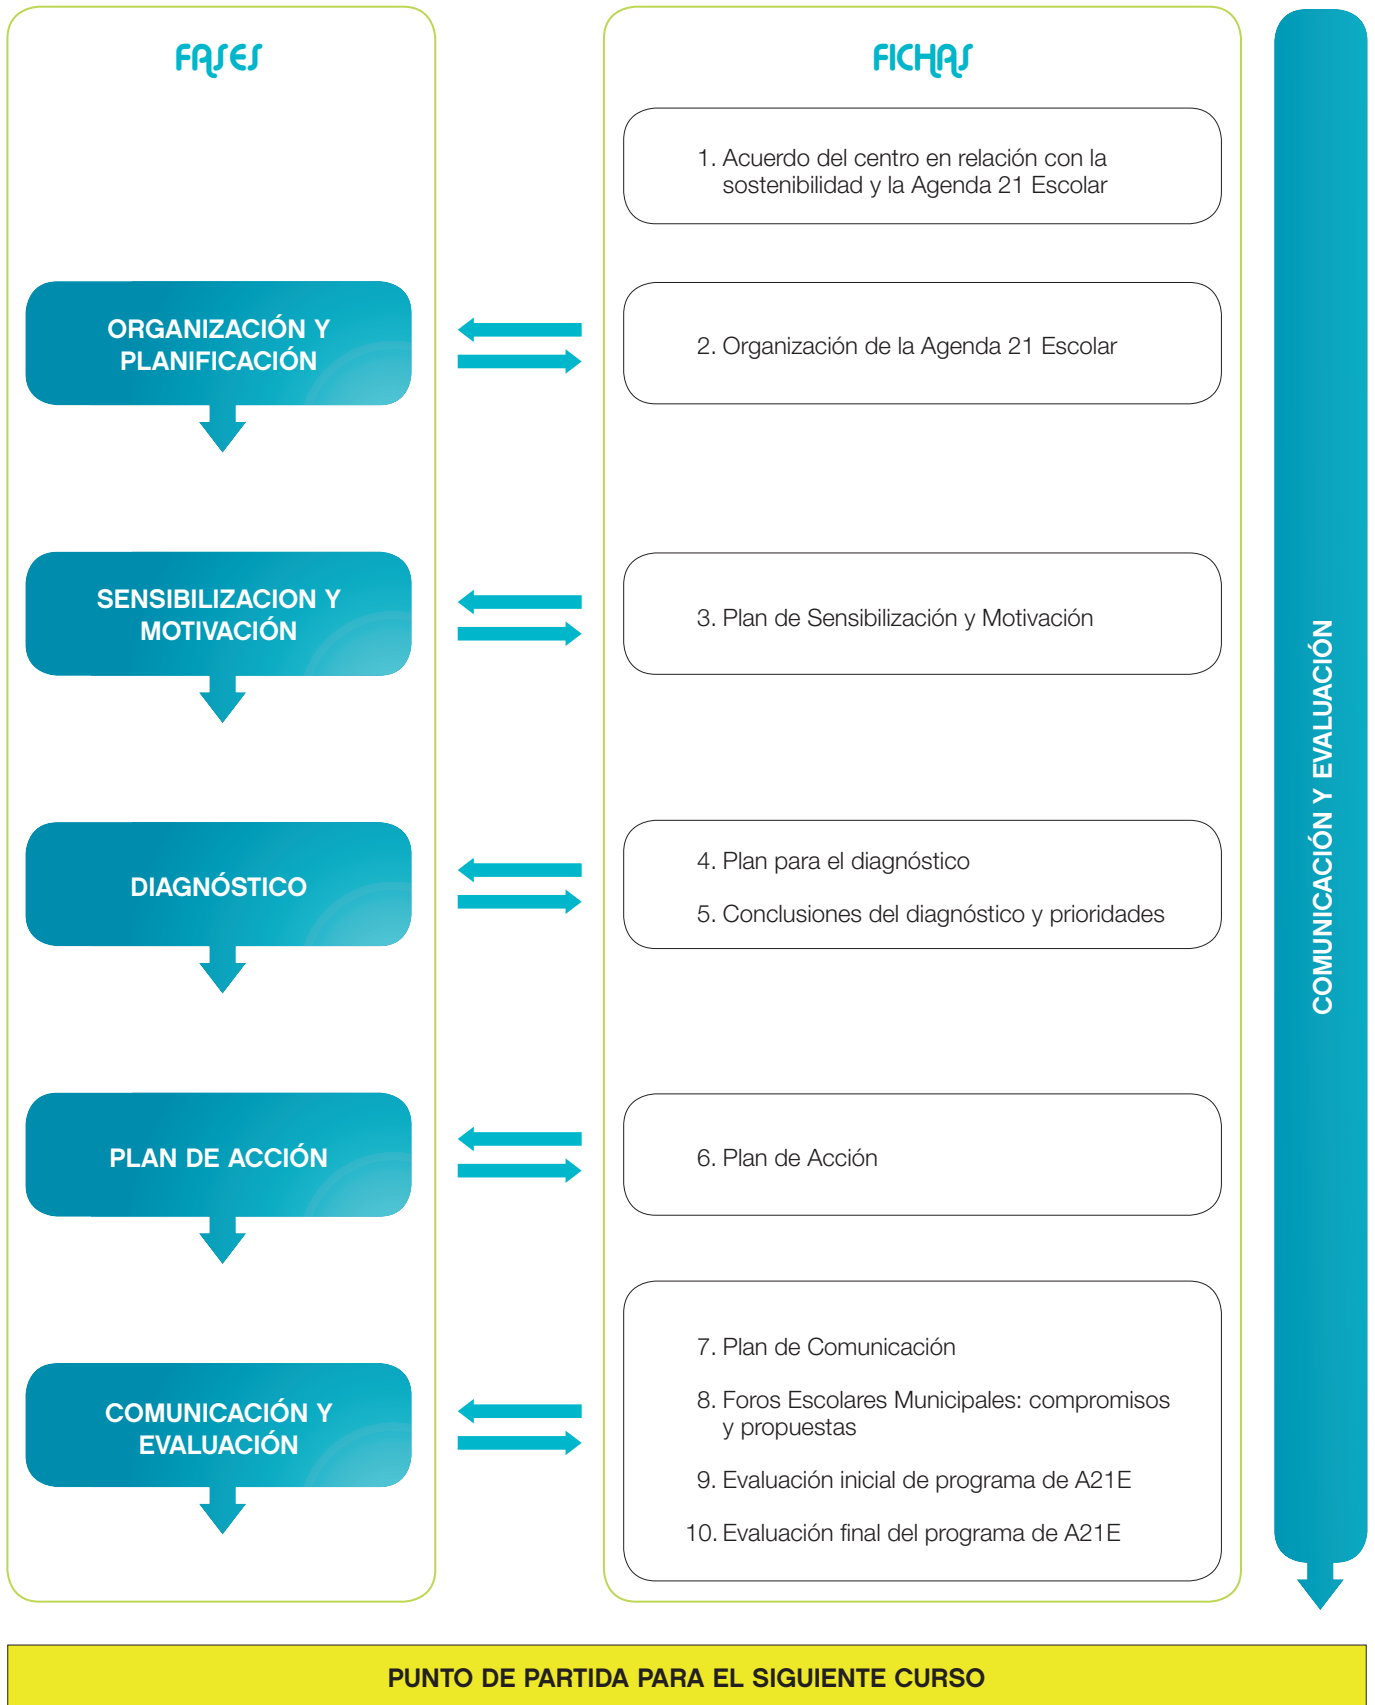 FASES
FICHAS
1. Acuerdo del centro en relación con la
sostenibilidad y la Agenda 21 Escolar
ORGANIZACIÓN Y
PLANIFICACIÓN
2. Organización de la Agenda 21 Escolar
SENSIBILIZACION Y
MOTIVACIÓN
3. Plan de Sensibilización y Motivación
DIAGNÓSTICO
4. Plan para el diagnóstico
5. Conclusiones del diagnóstico y prioridades
PLAN DE ACCIÓN
6. Plan de Acción
COMUNICACIÓN Y
EVALUACIÓN
7. Plan de Comunicación
8. Foros Escolares Municipales: compromisos
y propuestas
9. Evaluación inicial de programa de A21E
10. Evaluación final del programa de A21E
COMUNICACIÓN Y EVALUACIÓN
PUNTO DE PARTIDA PARA EL SIGUIENTE CURSO